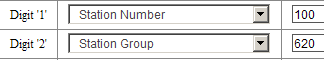 Digit '1' Station Number 100
Digit '2' Station Group 620